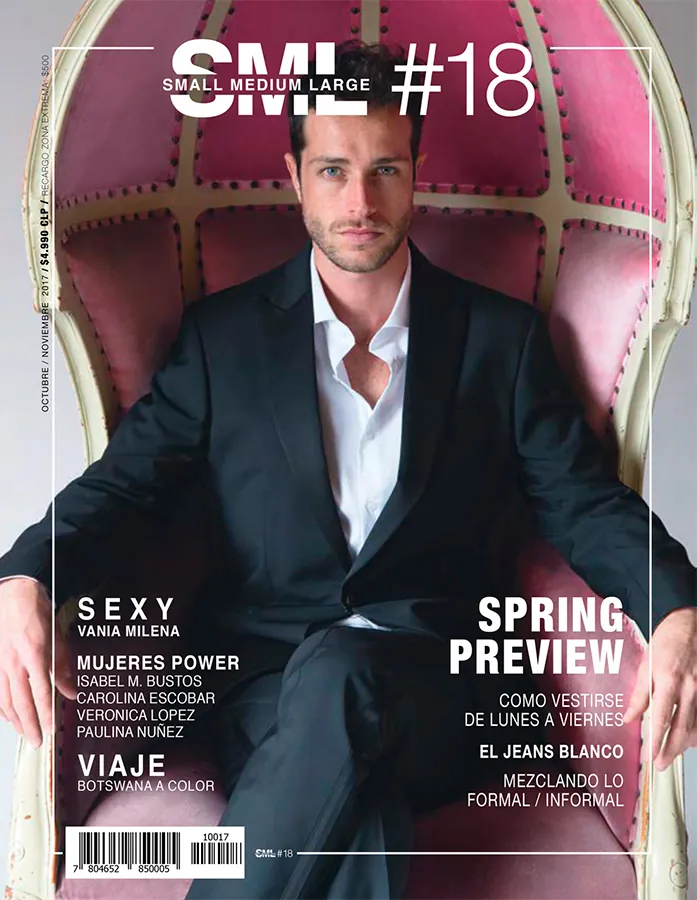 SML #18
SMALL MEDIUM LARGE
OCTUBRE / NOVIEMBRE 2017 / $4.990 CLP / RECARGO ZONA EXTREMA: $500
SEXY
VANIA MILENA
MUJERES POWER
ISABEL M. BUSTOS
CAROLINA ESCOBAR
VERONICA LOPEZ
PAULINA NUÑEZ
VIAJE
BOTSWANA A COLOR
SPRING
PREVIEW
COMO VESTIRSE
DE LUNES A VIERNES
EL JEANS BLANCO
MEZCLANDO LO
FORMAL / INFORMAL
10017
7 804652 850005
SML #18